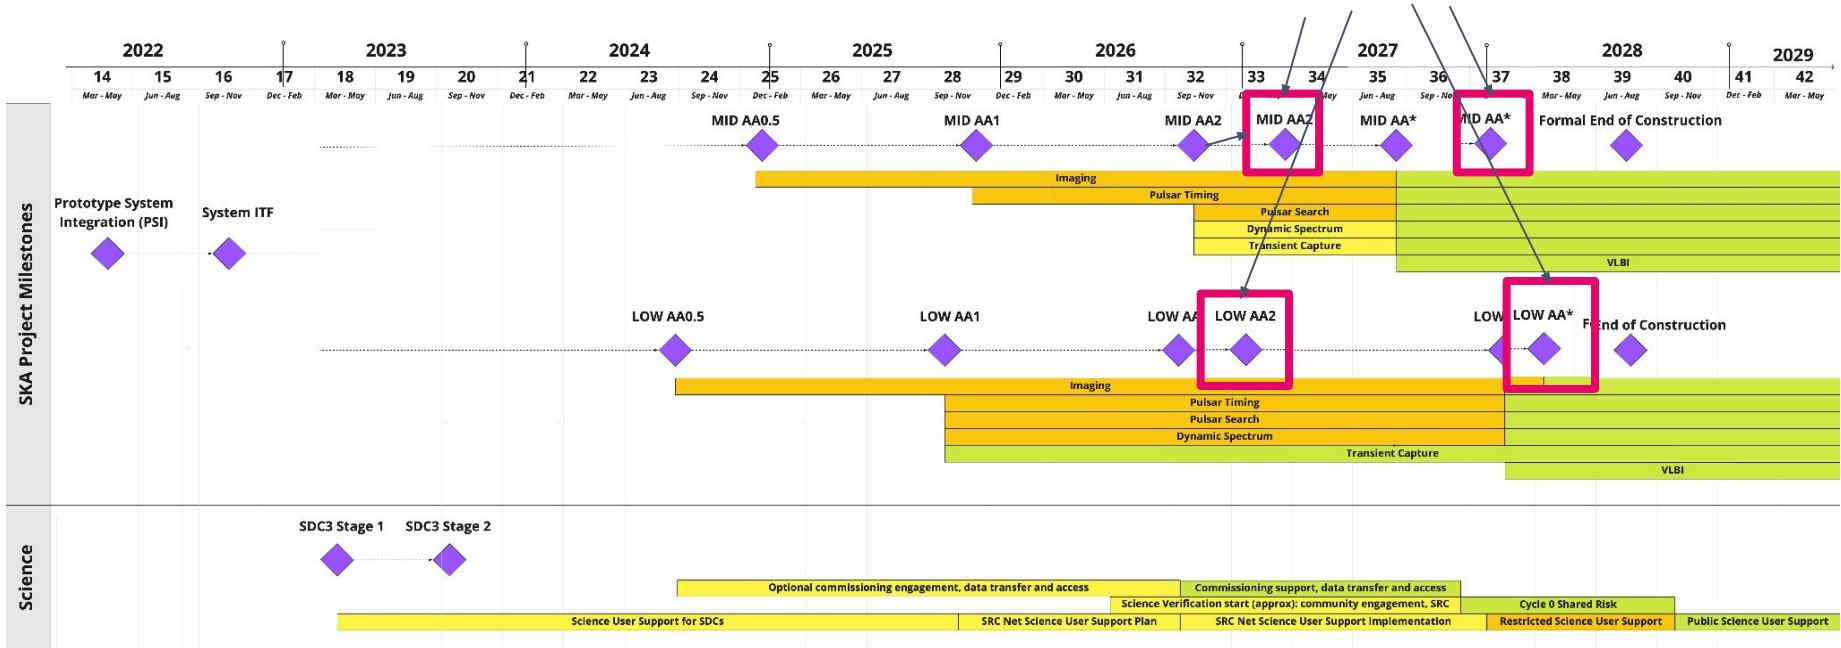 2022 2023 2024 2025 2026 2027 2028 2029
14 15 16 17 18 19 20 21 22 23 24 25 26 27 28 29 30 31 32 33 34 35 36 37 38 39 40 41 42
Mar - May Jun - Aug Sep - Nov Dec - Feb Mar - May Jun - Aug Sep - Nov Dec - Feb Mar - May Jun - Aug Sep - Nov Dec - Feb Mar - May Jun - Aug Sep - Nov Dec - Feb Mar - May Jun - Aug Sep - Nov May Jun - Aug Sep - Mar - May Jun - Aug Sep - Nov Dec - Feb Mar - May
MID AA0.5 MID AA1 MID AA2 MID AA2 MID AA* MID AA* Formal End of Construction
Imaging
Pulsar Timing
Prototype System
Integration (PSI)
System ITF
Pulsar Search
Dynamic Spectrum
Transient Capture
VLBI
SKA Project Milestones
LOW AA0.5 LOW AA1 LOW AA LOW AA2 LOW LOW AA* End of Construction
Imaging
Pulsar Timing
Pulsar Search
Dynamic Spectrum
Transient Capture
VLBI
Science
SDC3 Stage 1 SDC3 Stage 2
Optional commissioning engagement, data transfer and access Commissioning support, data transfer and access
Science Verification start (approx): community engagement, SRC Cycle 0 Shared Risk
Science User Support for SDCs SRC Net Science User Support Plan SRC Net Science User Support Implementation Restricted Science User Support Public Science User Support